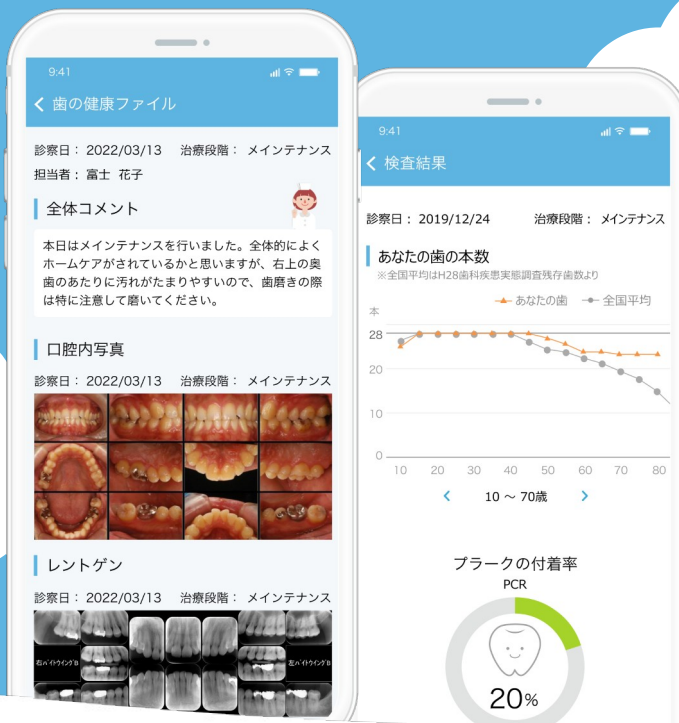 9:41
歯の健康ファイル
診察日： 2022/03/13 治療段階： メインテナンス
担当者： 富士 花子
全体コメント
本日はメインテナンスを行いました。全体的によく
ホームケアがされているかと思いますが、右上の奥
歯のあたりに汚れがたまりやすいので、歯磨きの際
は特に注意して磨いてください。
口腔内写真
診察日： 2022/03/13 治療段階： メインテナンス
レントゲン
診察日： 2022/03/13 治療段階： メインテナンス
右バイトウイングB
左バイトウイングB
9:41
検査結果
診察日： 2019/12/24 治療段階： メインテナンス
あなたの歯の本数
※全国平均はH28歯科疾患実態調査残存歯数より
あなたの歯 全国平均
本
28
20
10
0
10 20 30 40 50 60 70 80
10 ～ 70歳
プラークの付着率
PCR
20%